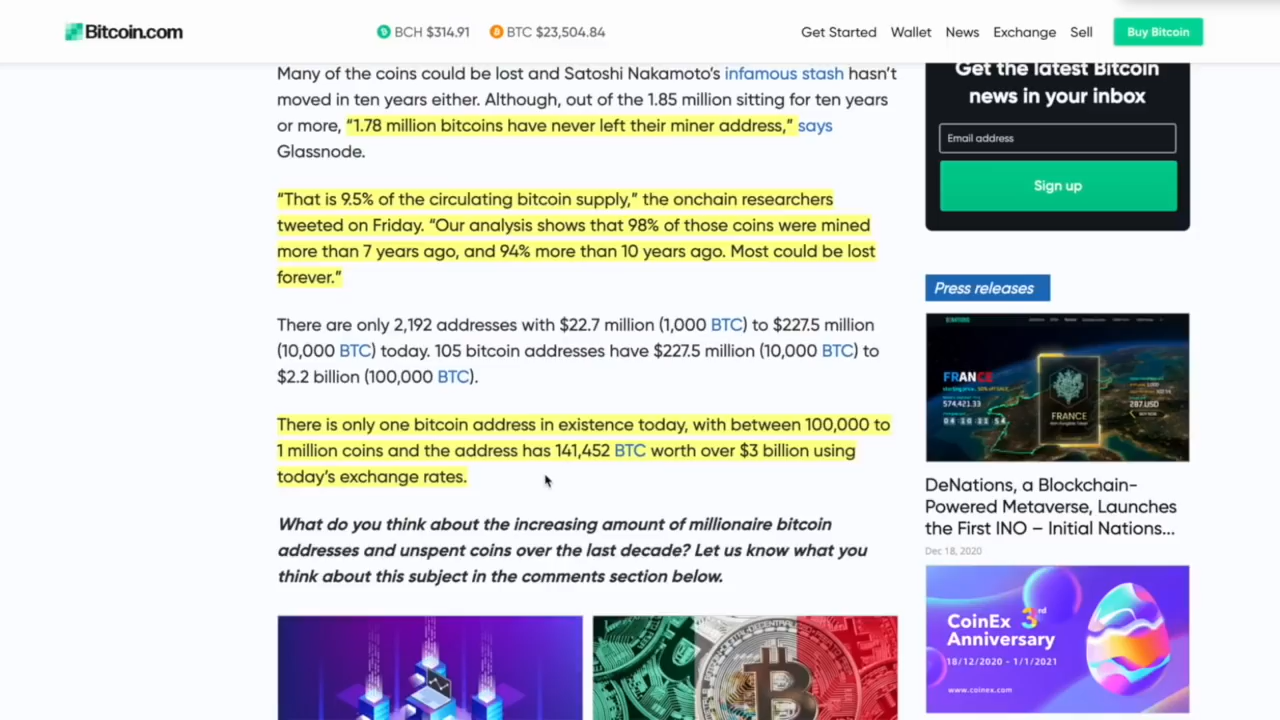 Bitcoin.com
BCH $314.91 BTC $23,504.84
Get Started Wallet News Exchange Sell Buy Bitcoin
Many of the coins could be lost and Satoshi Nakamoto's infamous stash hasn't
moved in ten years either. Although, out of the 1.85 million sitting for ten years
or more, “1.78 million bitcoins have never left their miner address,” says
Glassnode.
“That is 9.5% of the circulating bitcoin supply,” the onchain researchers
tweeted on Friday. “Our analysis shows that 98% of those coins were mined
more than 7 years ago, and 94% more than 10 years ago. Most could be lost
forever.”
There are only 2,192 addresses with $22.7 million (1,000 BTC) to $227.5 million
(10,000 BTC) today. 105 bitcoin addresses have $227.5 million (10,000 BTC) to
$2.2 billion (100,000 BTC).
There is only one bitcoin address in existence today, with between 100,000 to
1 million coins and the address has 141,452 BTC worth over $3 billion using
today's exchange rates.
What do you think about the increasing amount of millionaire bitcoin
addresses and unspent coins over the last decade? Let us know what you
think about this subject in the comments section below.
Get the latest Bitcoin
news in your inbox
Email address
Sign up
Press releases
FRANCE
574,421.33
FRANCE
287.USD
DeNations, a Blockchain-
Powered Metaverse, Launches
the First INO – Initial Nations...
Dec 18, 2020
CoinEx 3rd
Anniversary
18/12/2020 - 1/1/2021
www.coinex.com